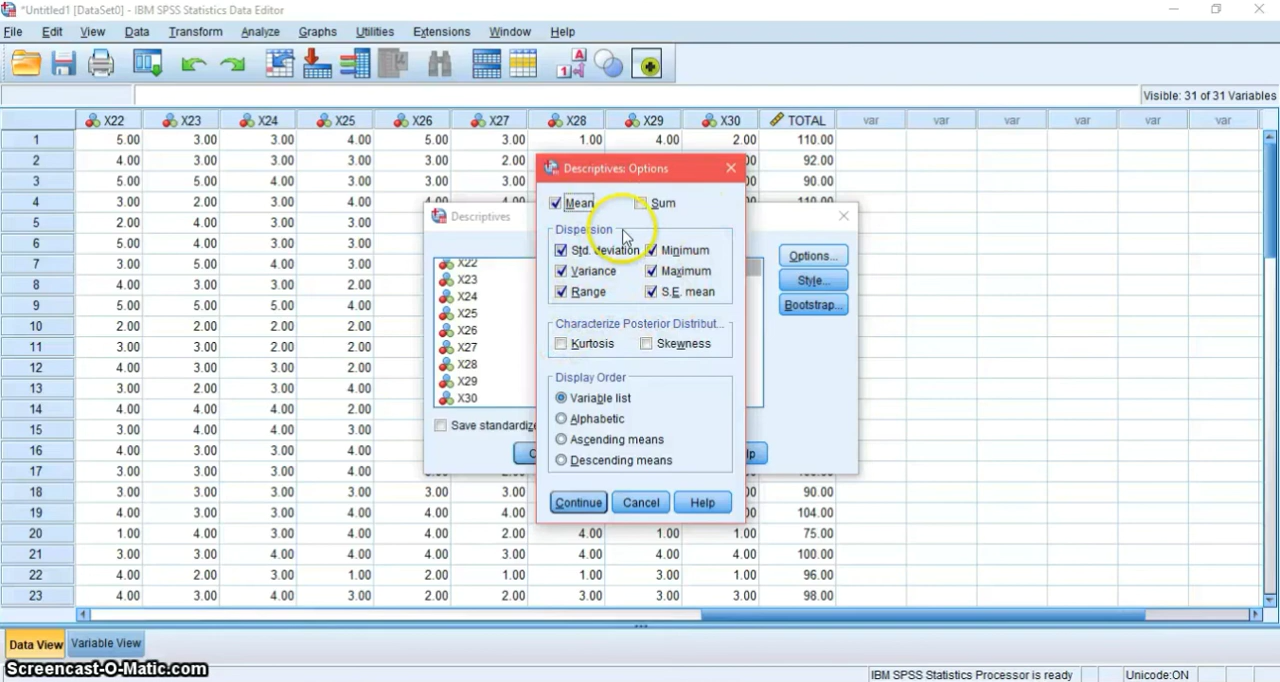 *Untitled1 [DataSet0] - IBM SPSS Statistics Data Editor
File Edit View Data Transform Analyze Graphs Utilities Extensions Window Help
Visible: 31 of 31 Variables
X22 X23 X24 X25 X26 X27 X28 X29 X30 TOTAL var var var var var var
1 5.00 3.00 3.00 4.00 5.00 3.00 1.00 4.00 2.00 110.00
2 4.00 3.00 3.00 3.00 3.00 2.00 00 92.00
3 5.00 5.00 4.00 3.00 3.00 3.00 00 90.00
4 3.00 2.00 3.00 4.00
5 2.00 4.00 3.00 3.00
6 5.00 4.00 3.00 3.00
7 3.00 5.00 3.00 2.00
8 4.00 3.00 3.00 3.00
9 5.00 5.00 5.00 4.00
10 2.00 2.00 2.00 2.00
11 3.00 3.00 2.00 2.00
12 4.00 3.00 3.00 4.00
13 3.00 2.00 3.00 4.00
14 4.00 4.00 4.00 2.00
15 4.00 4.00 3.00 3.00
16 4.00 3.00 3.00 4.00
17 3.00 3.00 3.00 4.00
18 3.00 3.00 3.00 3.00 3.00 3.00 00 90.00
19 4.00 3.00 4.00 4.00 4.00 4.00 00 104.00
20 1.00 4.00 3.00 4.00 4.00 2.00 4.00 1.00 1.00 75.00
21 3.00 3.00 4.00 4.00 4.00 3.00 3.00 4.00 4.00 100.00
22 4.00 2.00 3.00 1.00 2.00 1.00 1.00 3.00 1.00 96.00
23 4.00 3.00 4.00 3.00 2.00 2.00 3.00 3.00 3.00 98.00
Descriptives
X22
X23
X24
X25
X26
X27
X28
X29
X30
Save standardize
Options...
Style...
Bootstrap...
Descriptives: Options
Mean Sum
Dispersion
Std. deviation Minimum
Variance Maximum
Range S.E. mean
Characterize Posterior Distribut...
Kurtosis Skewness
Display Order
Variable list
Alphabetic
Ascending means
Descending means
Continue Cancel Help
Data View Variable View
Screencast-O-Matic.com
IBM SPSS Statistics Processor is ready Unicode:ON